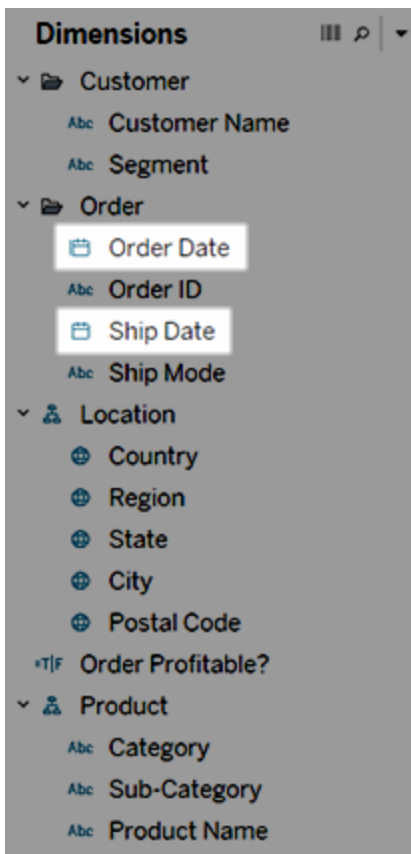 Dimensions
Customer
Abc Customer Name
Abc Segment
Order
Order Date
Abc Order ID
Ship Date
Abc Ship Mode
Location
Country
Region
State
City
Postal Code
=T|F Order Profitable?
Product
Abc Category
Abc Sub-Category
Abc Product Name